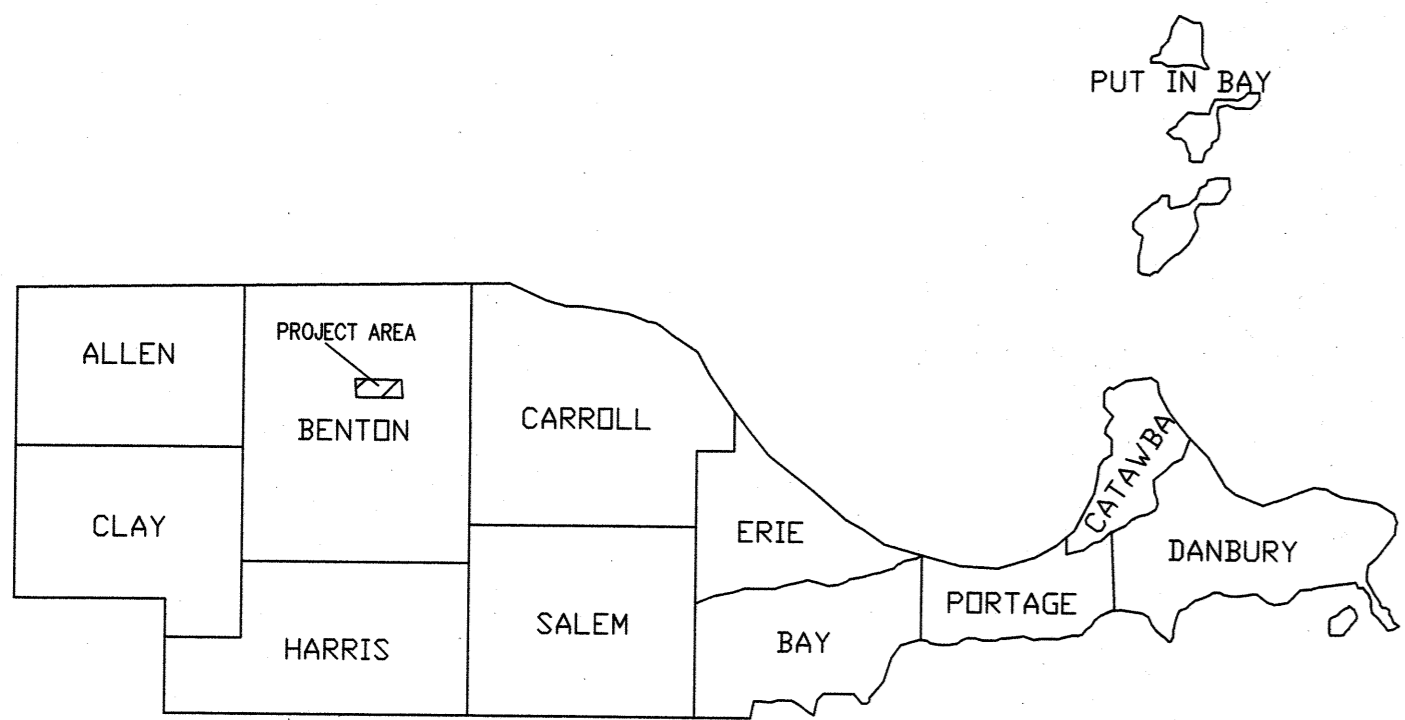 PUT IN BAY
PROJECT AREA
ALLEN
BENTON
CARROLL
CATAWBA
CLAY
ERIE
DANBURY
PORTAGE
SALEM
BAY
HARRIS